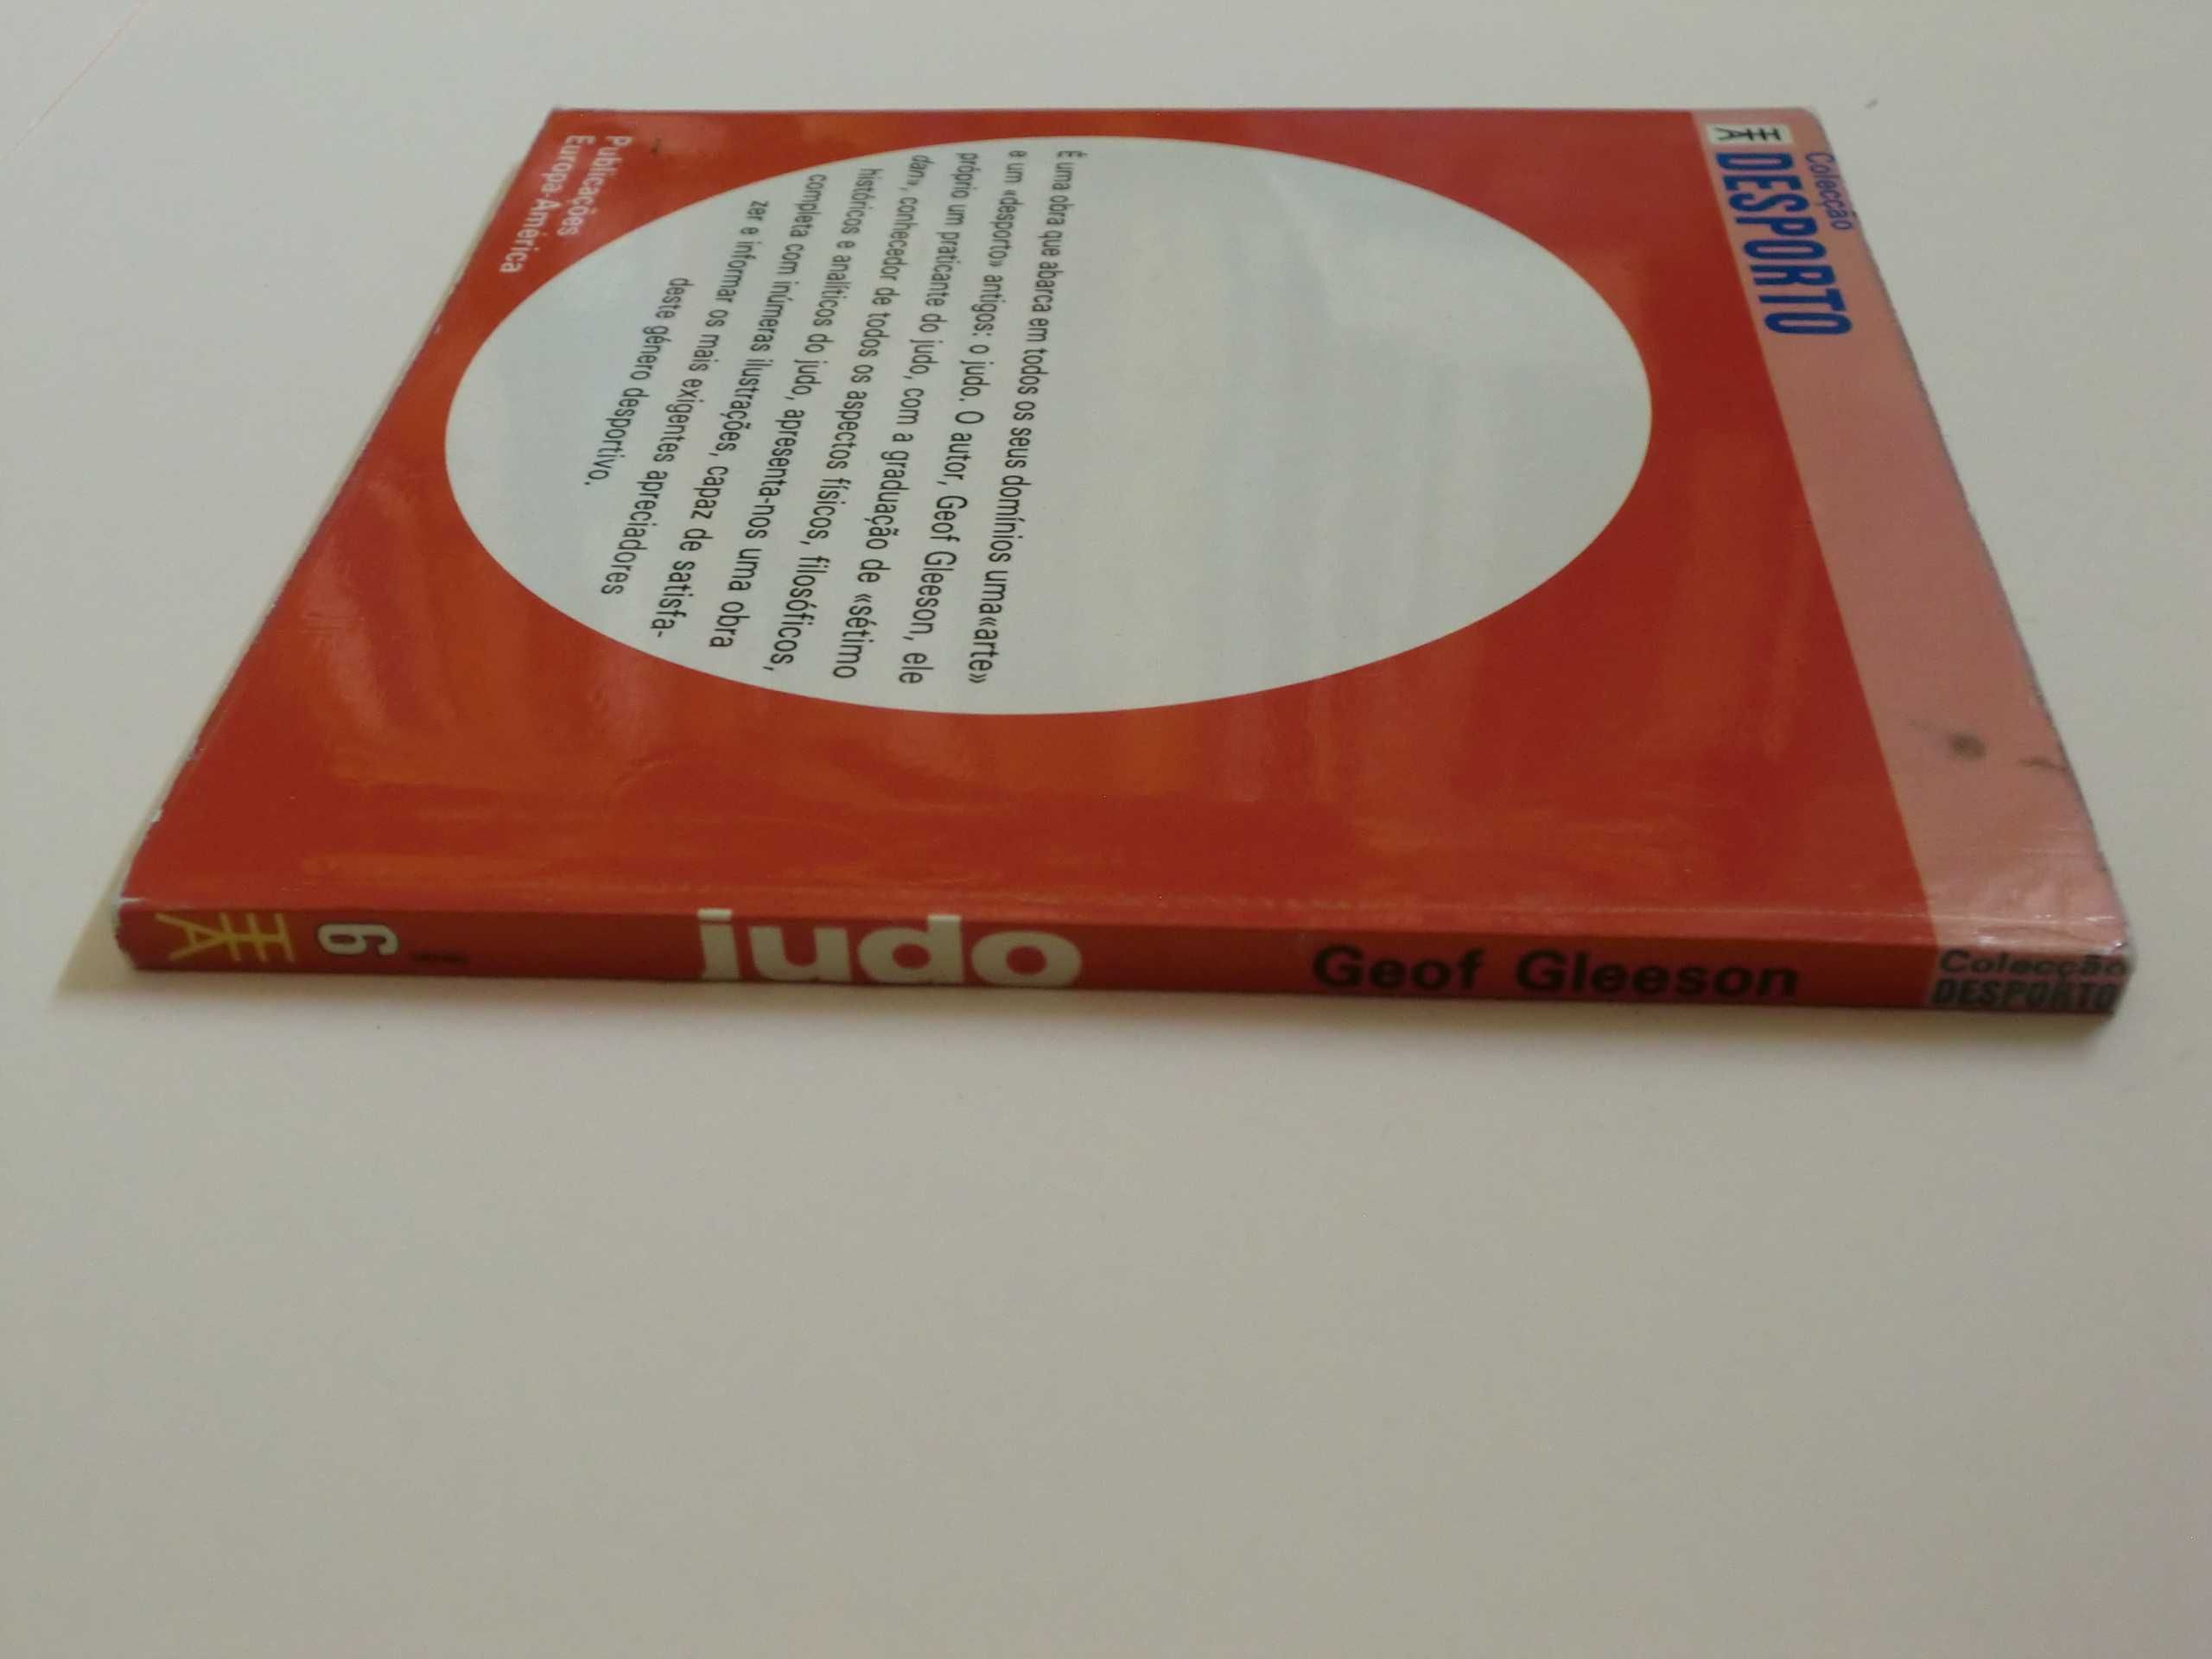 Colecção
DESPORTO
É uma obra que abarca em todos os seus domínios uma «arte»
e um «desporto» antigos: o judo. O autor, Geof Gleeson, ele
próprio um praticante do judo, com a graduação de «sétimo
dan», conhecedor de todos os aspectos físicos, filosóficos,
históricos e analíticos do judo, apresenta-nos uma obra
completa com inúmeras ilustrações, capaz de satisfa-
zer e informar os mais exigentes apreciadores
deste género desportivo.
Publicações
Europa-América
6
judo
Geof Gleeson
Colecção
DESPORTO